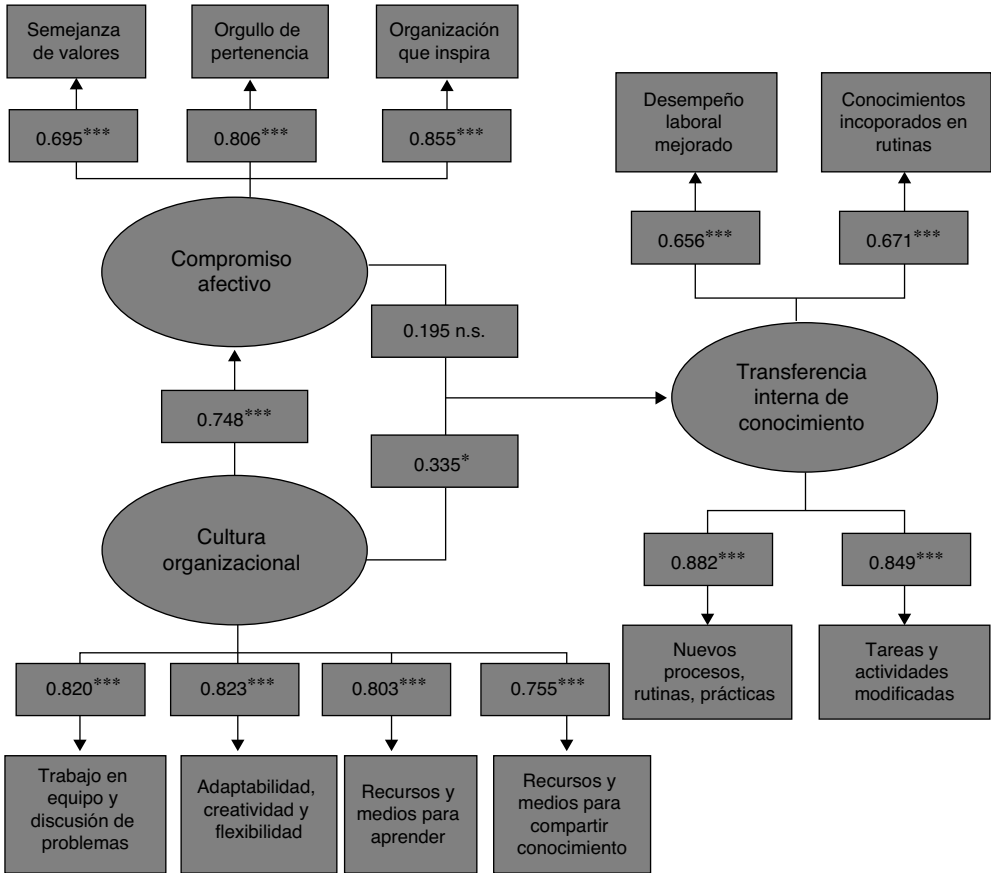 Semejanza
de valores
Orgullo de
pertenencia
Organización
que inspira
0.695***
0.806***
0.855***
Desempeño
laboral
mejorado
Conocimientos
incoporados en
rutinas
0.656***
0.671***
Compromiso
afectivo
0.195 n.s.
0.748***
0.335*
Transferencia
interna de
conocimiento
Cultura
organizacional
0.882***
0.849***
Nuevos
procesos,
rutinas, prácticas
Tareas y
actividades
modificadas
0.820***
0.823***
0.803***
0.755***
Trabajo en
equipo y
discusión de
problemas
Adaptabilidad,
creatividad y
flexibilidad
Recursos y
medios para
aprender
Recursos y
medios para
compartir
conocimiento